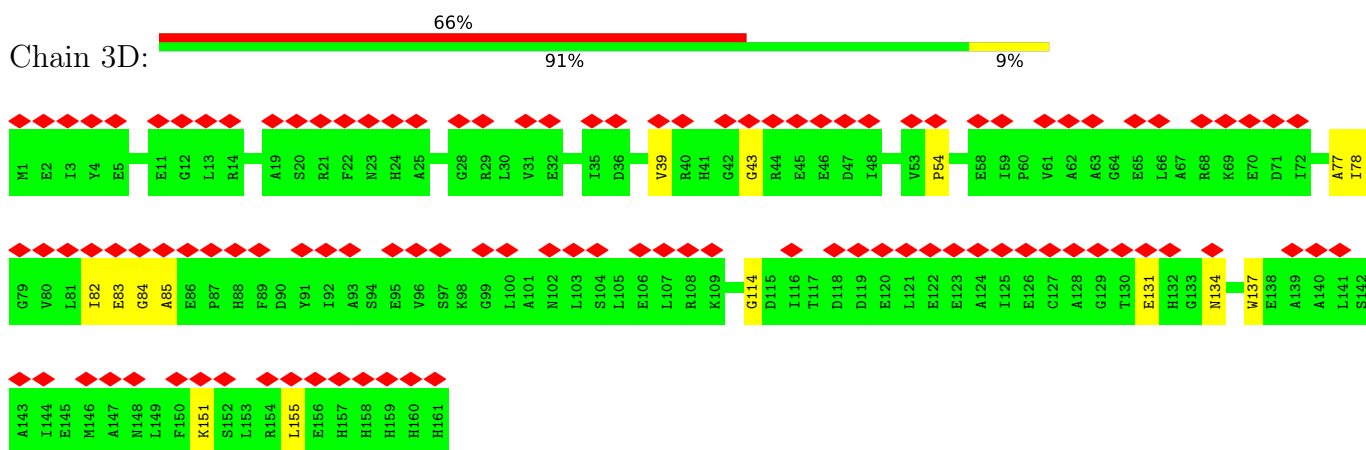 66%
Chain 3D:
91% 9%
M1 E2 I3 Y4 E5 E11 G12 L13 R14 A19 S20 R21 F22 N23 H24 A25 G28 R29 L30 V31 E32 I35 D36 V39 R40 H41 G42 G43 R44 E45 E46 D47 I48 V53 P54 E58 I59 P60 V61 A62 A63 G64 E65 L66 A67 R68 K69 E70 D71 I72 A77 I78
G79 V80 L81 I82 E83 G84 A85 E86 P87 H88 F89 D90 Y91 I92 A93 S94 E95 V96 S97 K98 G99 L100 A101 N102 L103 S104 L105 E106 L107 R108 K109 G114 D115 I116 T117 D118 D119 E120 L121 E122 E123 A124 I125 E126 C127 A128 G129 T130 E131 H132 G133 N134 W137 E138 A139 A140 L141 S142
A143 I144 E145 M146 A147 N148 L149 F150 K151 S152 L153 R154 L155 E156 H157 H158 H159 H160 H161